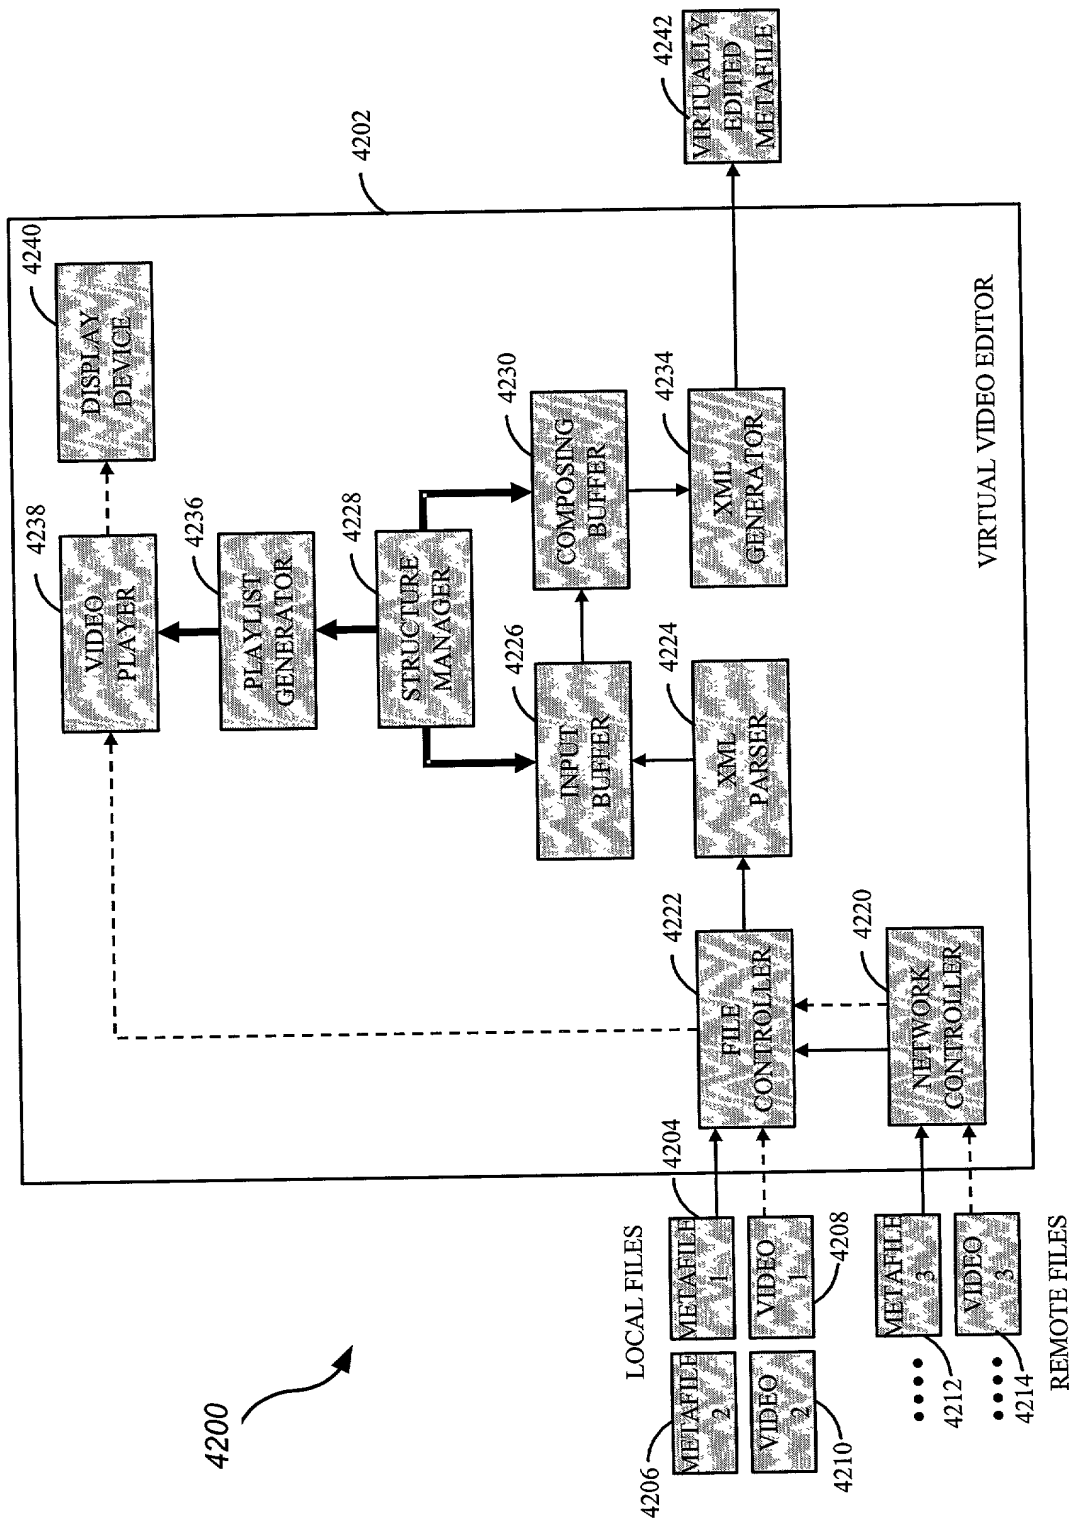 4200
4202
4240
DISPLAY
DEVICE
4238
VIDEO
PLAYER
4236
PLAYLIST
GENERATOR
4228
STRUCTURE
MANAGER
4230
COMPOSING
BUFFER
4226
INPUT
BUFFER
4234
XML
GENERATOR
4224
XML
PARSER
4242
VIRTUALLY
EDITED
METAFILE
4222
FILE
CONTROLLER
4220
NETWORK
CONTROLLER
VIRTUAL VIDEO EDITOR
LOCAL FILES
4206
METAFILE
2
METAFILE
1
4204
VIDEO
2
4210
VIDEO
1
4208
METAFILE
3
4212
VIDEO
3
4214
REMOTE FILES